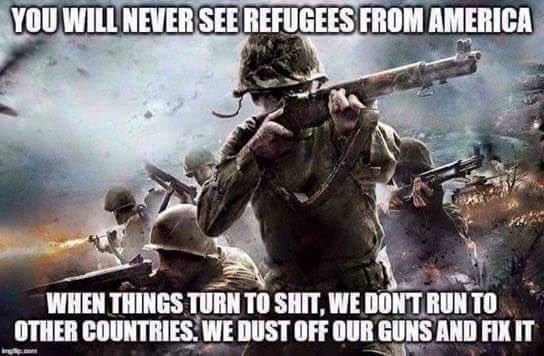 YOU WILL NEVER SEE REFUGEES FROM AMERICA
WHEN THINGS TURN TO SHIT, WE DON'T RUN TO
OTHER COUNTRIES. WE DUST OFF OUR GUNS AND FIX IT
imgflip.com